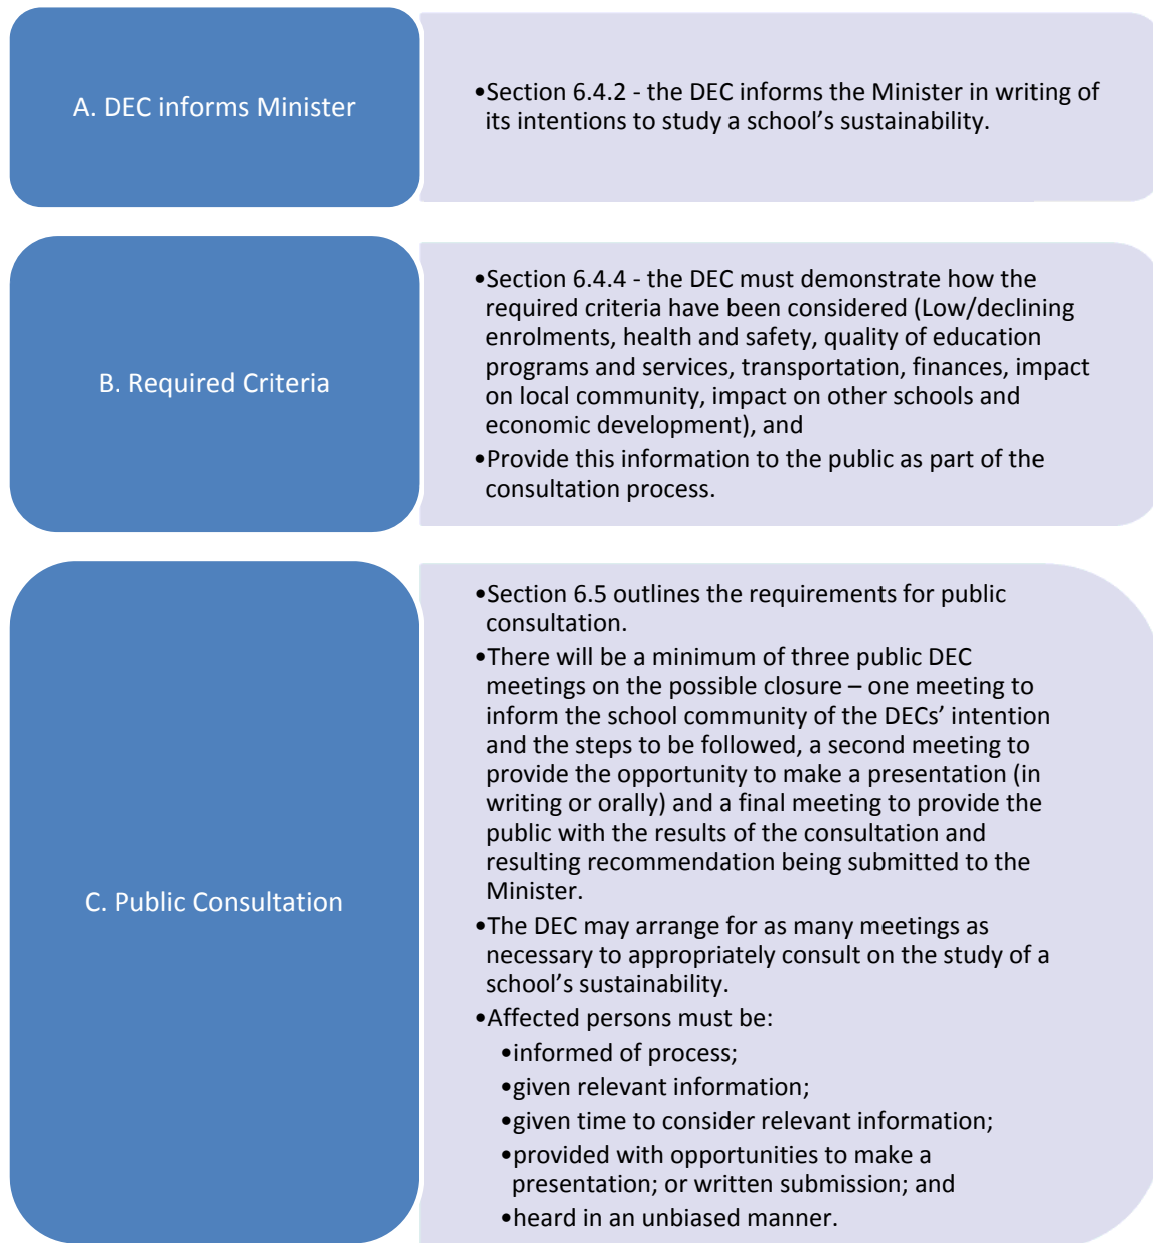 A. DEC informs Minister
•Section 6.4.2 - the DEC informs the Minister in writing of
its intentions to study a school’s sustainability.
B. Required Criteria
•Section 6.4.4 - the DEC must demonstrate how the
required criteria have been considered (Low/declining
enrolments, health and safety, quality of education
programs and services, transportation, finances, impact
on local community, impact on other schools and
economic development), and
•Provide this information to the public as part of the
consultation process.
C. Public Consultation
•Section 6.5 outlines the requirements for public
consultation.
•There will be a minimum of three public DEC
meetings on the possible closure – one meeting to
inform the school community of the DECs’ intention
and the steps to be followed, a second meeting to
provide the opportunity to make a presentation (in
writing or orally) and a final meeting to provide the
public with the results of the consultation and
resulting recommendation being submitted to the
Minister.
•The DEC may arrange for as many meetings as
necessary to appropriately consult on the study of a
school’s sustainability.
•Affected persons must be:
•informed of process;
•given relevant information;
•given time to consider relevant information;
•provided with opportunities to make a
presentation; or written submission; and
•heard in an unbiased manner.